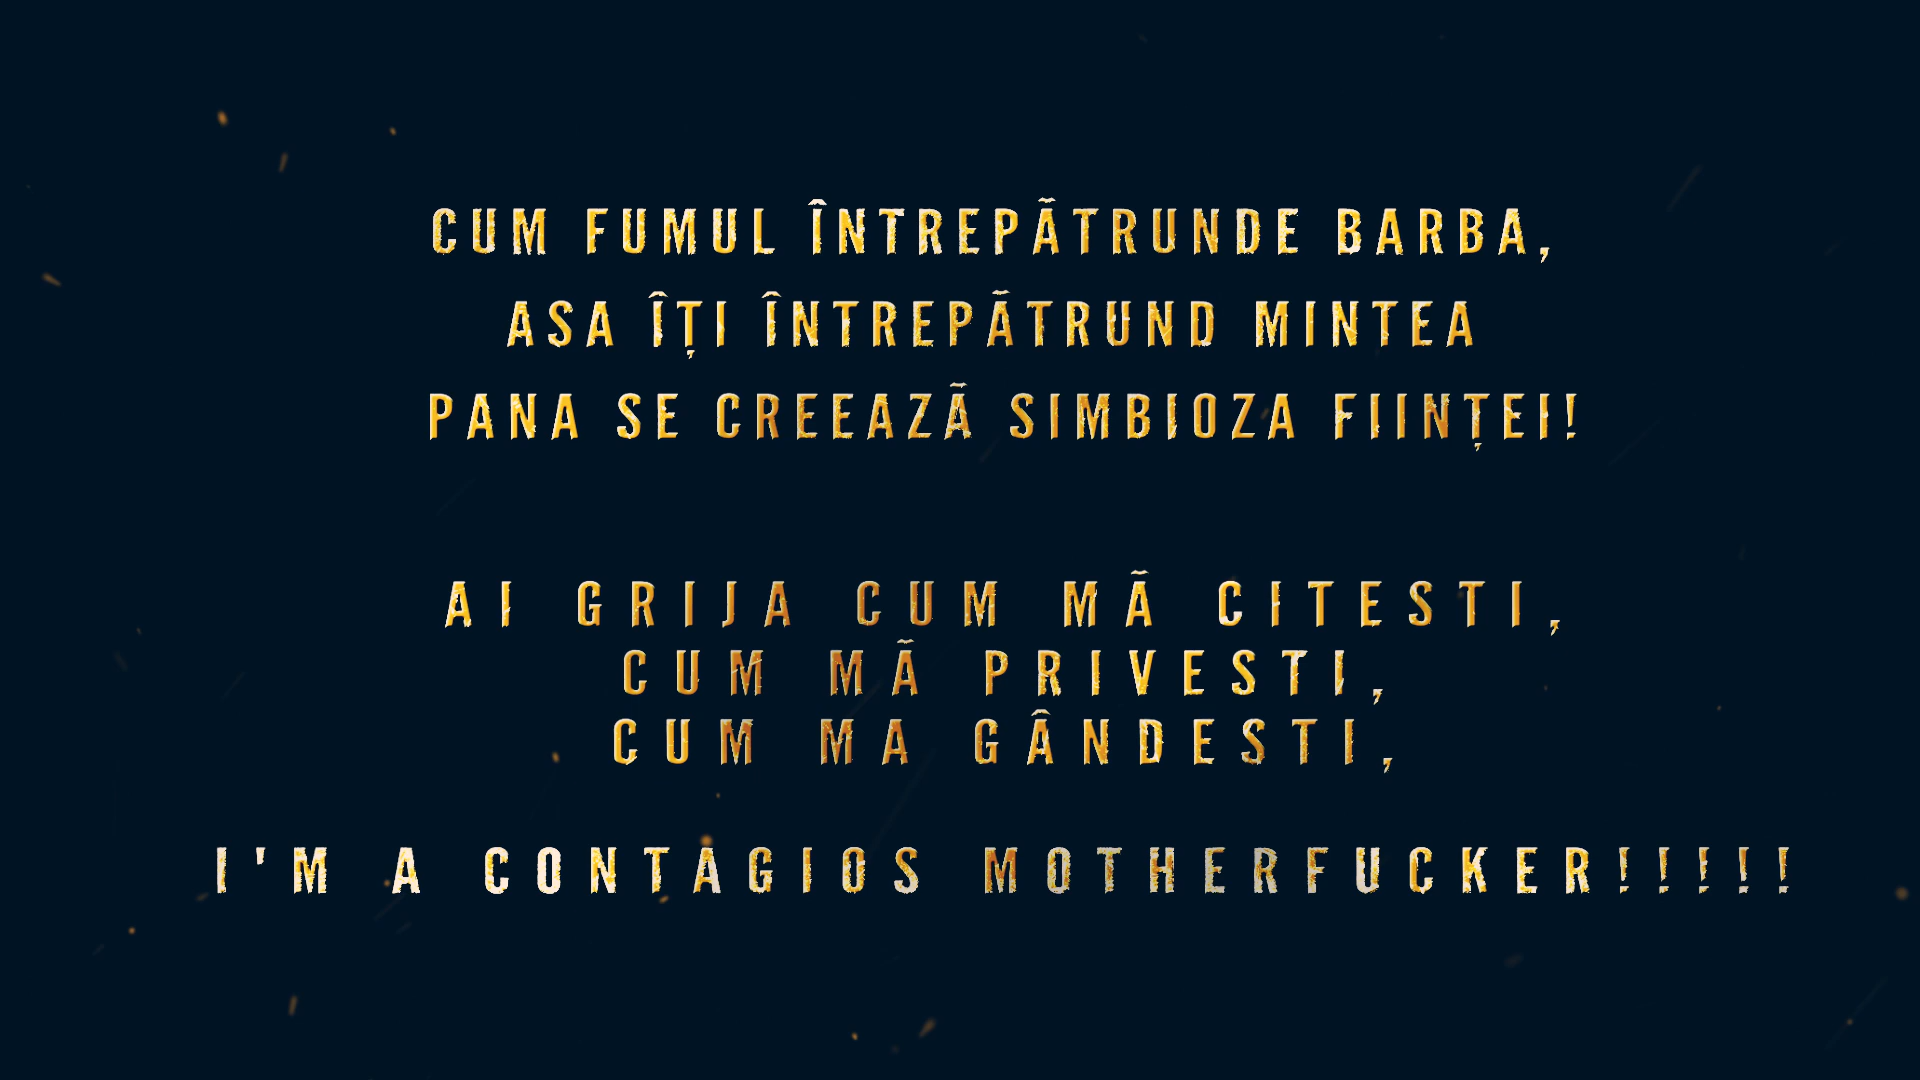 CUM FUMUL ÎNTREPĂTRUNDE BARBA,
ASA ÎȚI ÎNTREPĂTRUND MINTEA
PANA SE CREEAZĂ SIMBIOZA FIINȚEI!
AI GRIJA CUM MĂ CITESTI,
CUM MĂ PRIVESTI,
CUM MA GÂNDESTI,
I'M A CONTAGIOS MOTHERFUCKER!!!!!